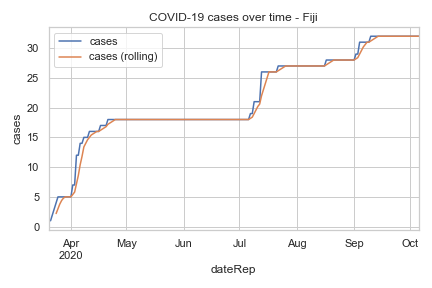 COVID-19 cases over time - Fiji
cases
cases (rolling)
30
25
20
15
10
5
0
cases
Apr
2020
May
Jun
Jul
Aug
Sep
Oct
dateRep